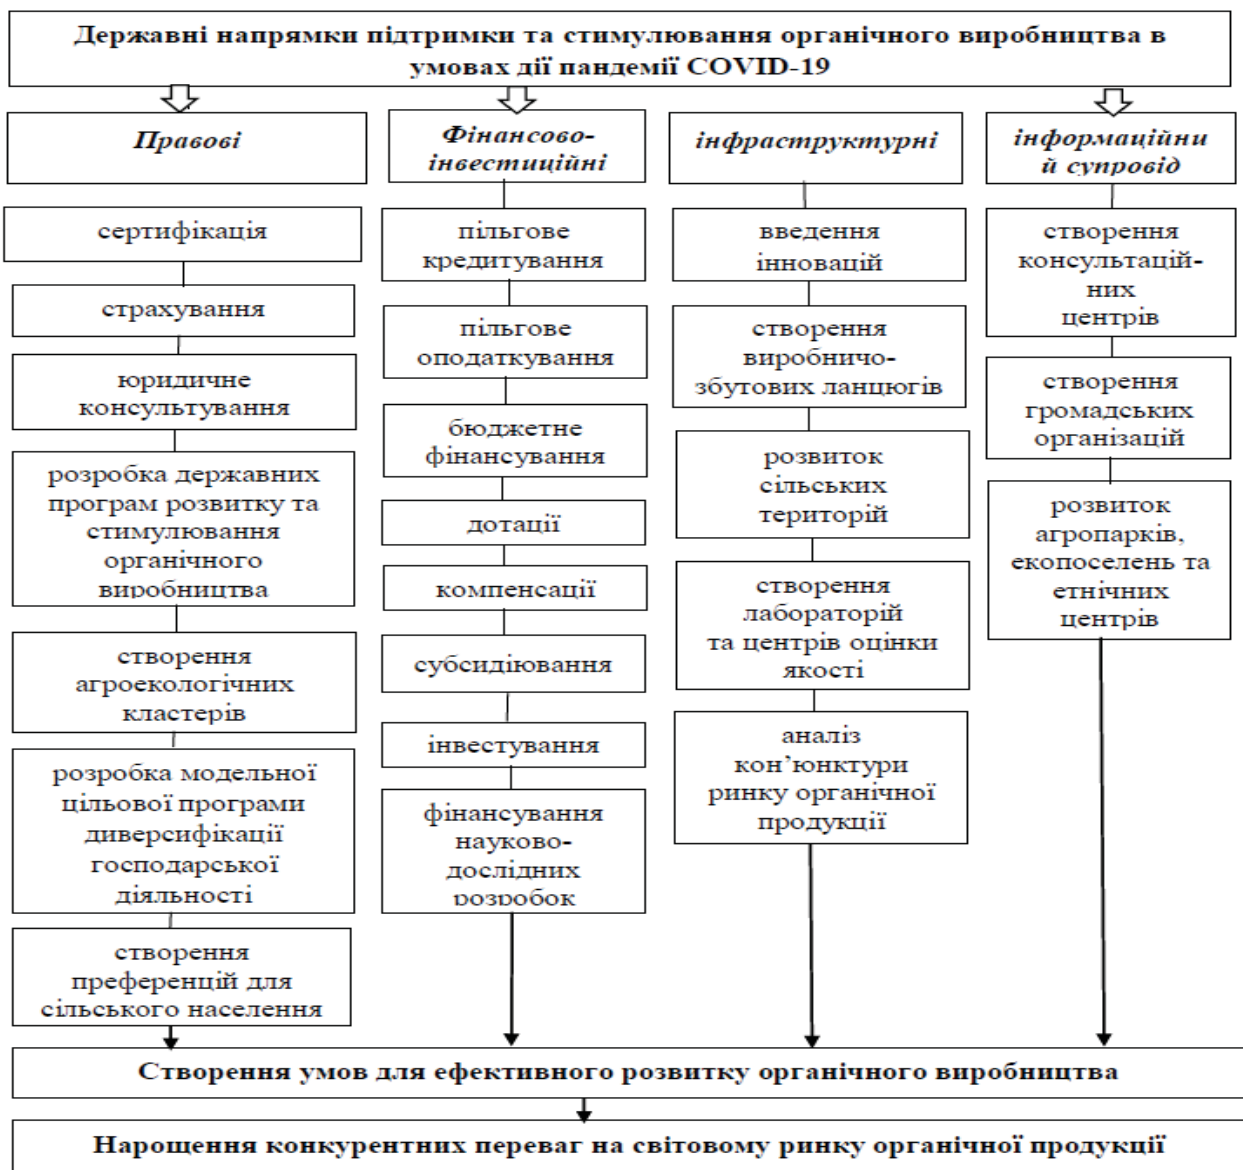 Державні напрямки підтримки та стимулювання органічного виробництва в
умовах дії пандемії COVID-19
Правові
сертифікація
страхування
юридичне
консультування
розробка державних
програм розвитку та
стимулювання
органічного
виробництва
створення
агроекологічних
кластерів
розробка модельної
цільової програми
диверсифікації
господарської
діяльності
створення
преференцій для
сільського населення
Фінансово-
інвестиційні
пільгове
кредитування
пільгове
оподаткування
бюджетне
фінансування
дотації
компенсації
субсидіювання
інвестування
фінансування
науково-
дослідних
розробок
інфраструктурні
введення
інновацій
створення
виробничо-
збутових ланцюгів
розвиток
сільських
територій
створення
лабораторій
та центрів оцінки
якості
аналіз
кон’юнктури
ринку органічної
продукції
інформаційни
й супровід
створення
консультацій-
них
центрів
створення
громадських
організацій
розвиток
агропарків,
екопоселень та
етнічних
центрів
Створення умов для ефективного розвитку органічного виробництва
Нарощення конкурентних переваг на світовому ринку органічної продукції